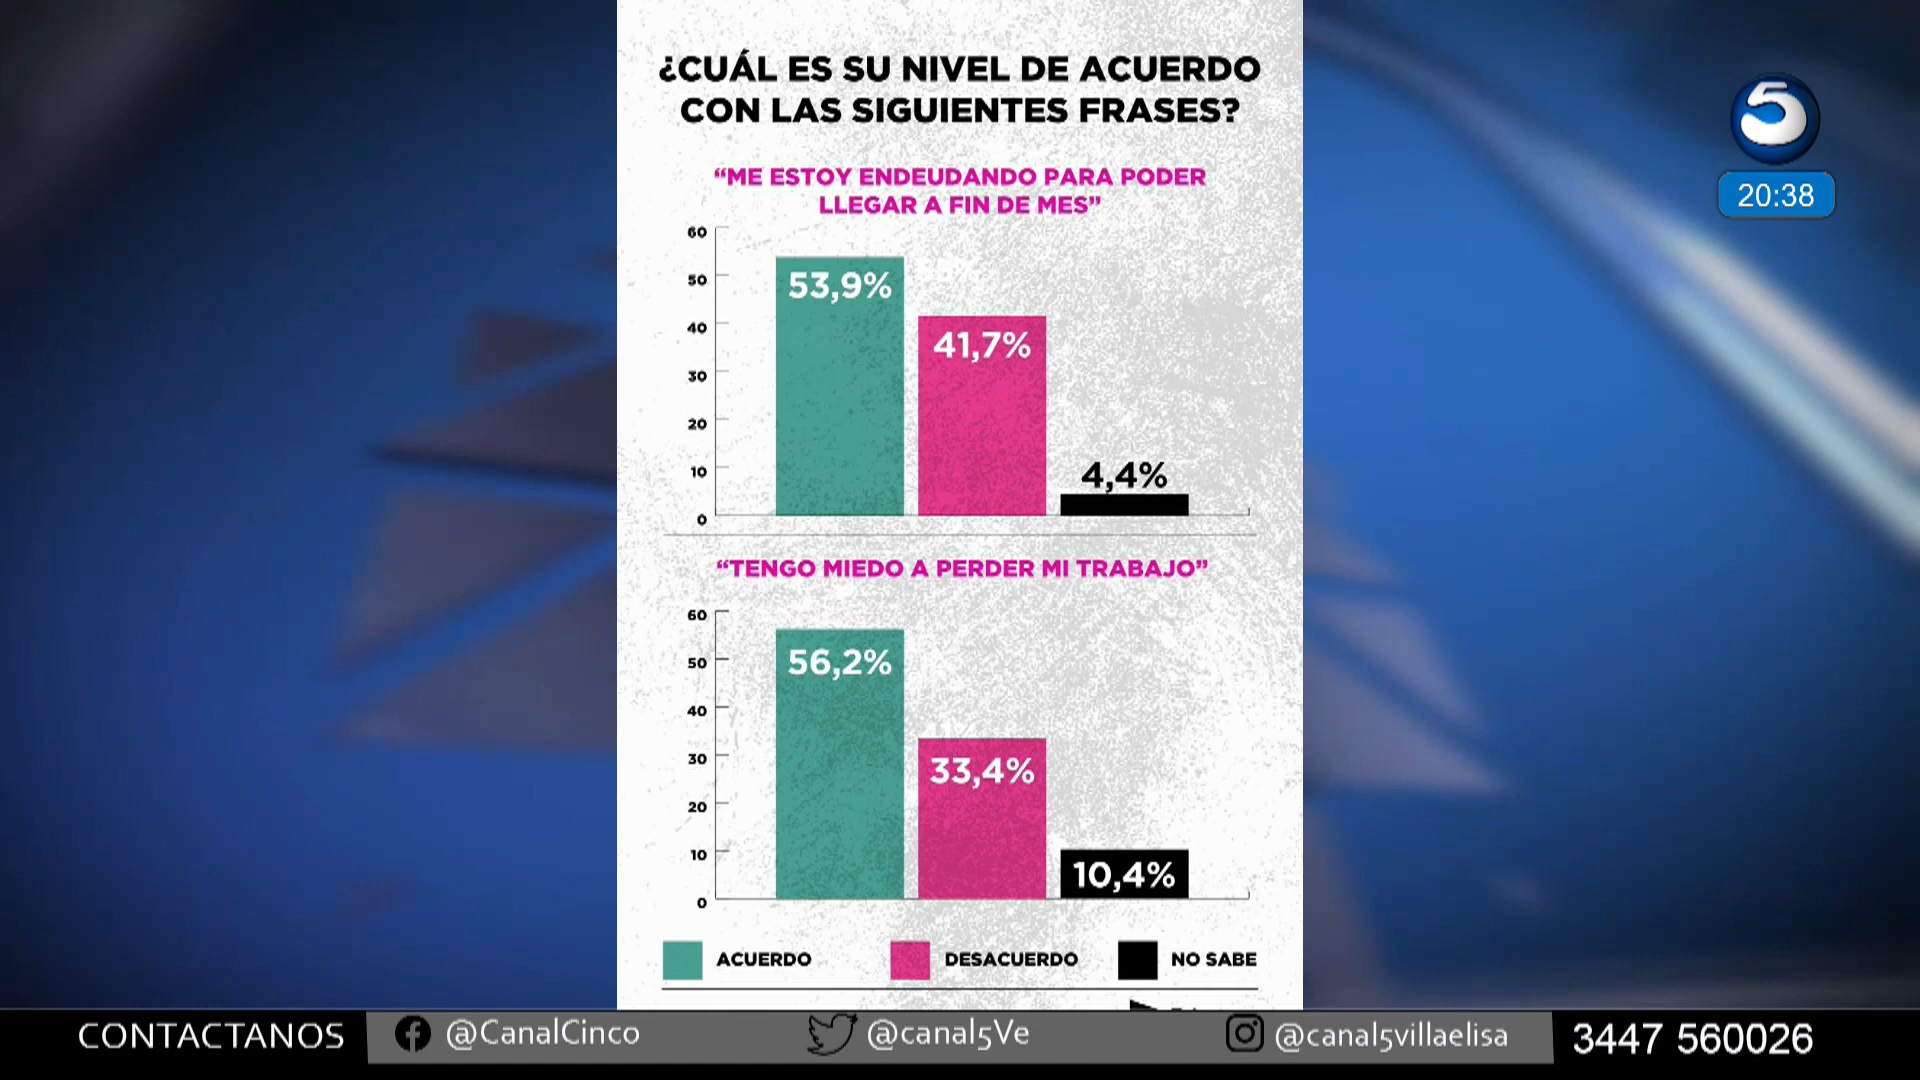 ¿CUÁL ES SU NIVEL DE ACUERDO
CON LAS SIGUIENTES FRASES?
“ME ESTOY ENDEUDANDO PARA PODER
LLEGAR A FIN DE MES”
60
50
40
30
20
10
0
53,9%
41,7%
4,4%
“TENGO MIEDO A PERDER MI TRABAJO”
60
50
40
30
20
10
0
56,2%
33,4%
10,4%
ACUERDO
DESACUERDO
NO SABE
5
20:38
CONTACTANOS
@CanalCinco
@canal5Ve
@canal5villaelisa
3447 560026